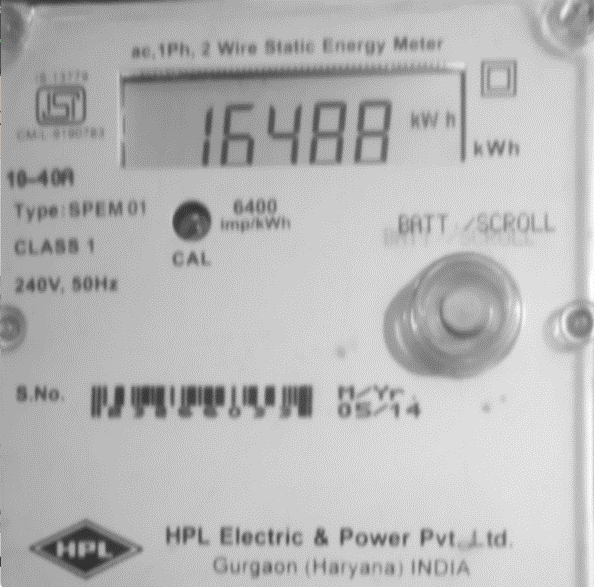 ac,1Ph, 2 Wire Static Energy Meter
IS 13779
ISI
CM/L-8190783
16488 kWh
kWh
10-40A
Type:SPEM 01
6400
imp/kWh
CAL
BATT /SCROLL
CLASS 1
240V, 50Hz
S.No.
M/Yr.
05/14
HPL
HPL Electric & Power Pvt. Ltd.
Gurgaon (Haryana) INDIA